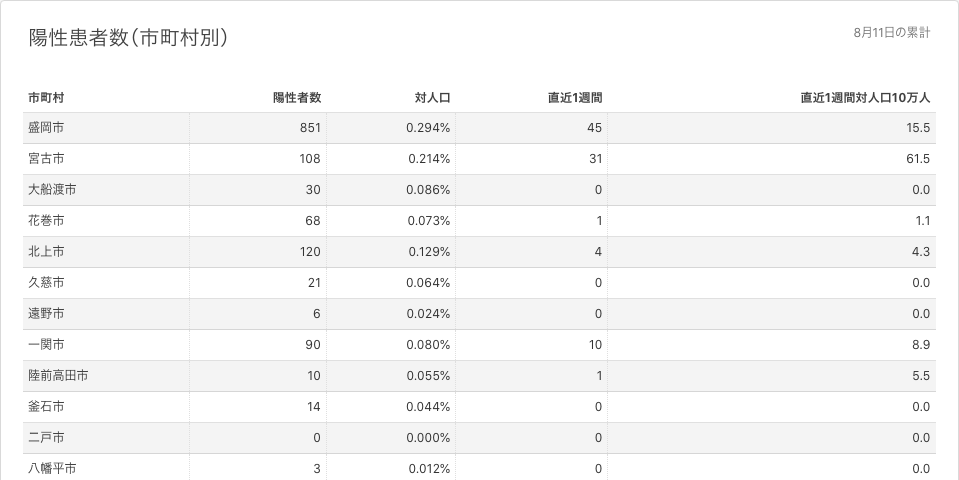 陽性患者数(市町村別)
8月11日の累計
市町村 陽性者数 対人口 直近1週間 直近1週間対人口10万人
盛岡市 851 0.294% 45 15.5
宮古市 108 0.214% 31 61.5
大船渡市 30 0.086% 0 0.0
花巻市 68 0.073% 1 1.1
北上市 120 0.129% 4 4.3
久慈市 21 0.064% 0 0.0
遠野市 6 0.024% 0 0.0
一関市 90 0.080% 10 8.9
陸前高田市 10 0.055% 1 5.5
釜石市 14 0.044% 0 0.0
二戸市 0 0.000% 0 0.0
八幡平市 3 0.012% 0 0.0